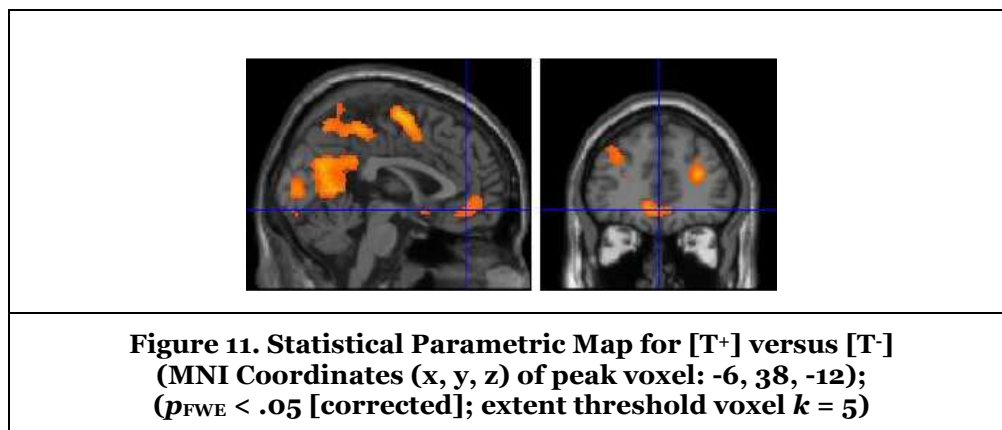 Figure 11. Statistical Parametric Map for [T⁺] versus [T⁻]
(MNI Coordinates (x, y, z) of peak voxel: -6, 38, -12);
(pFWE < .05 [corrected]; extent threshold voxel k = 5)